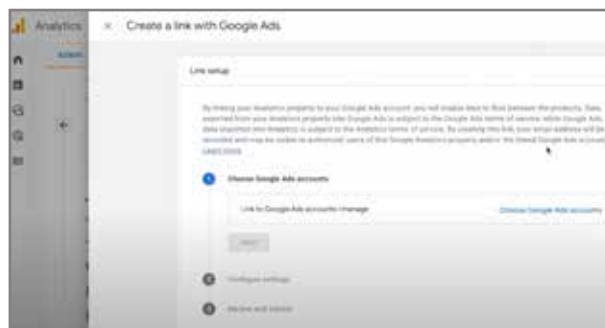 Analytics
× Create a link with Google Ads
ADMIN
Link setup
By linking your Analytics property to your Google Ads account, you will enable data to flow between the products. Data
exported from your Analytics property into Google Ads is subject to the Google Ads terms of service while Google Ads
data imported into Analytics is subject to the Analytics terms of service. By creating this link, your email address will be
recorded and may be visible to authorized users of this Google Analytics property and/or the linked Google Ads account
Learn more
1 Choose Google Ads accounts
Link to Google Ads accounts I manage
Choose Google Ads accounts
NEXT
2 Configure settings
3 Review and submit